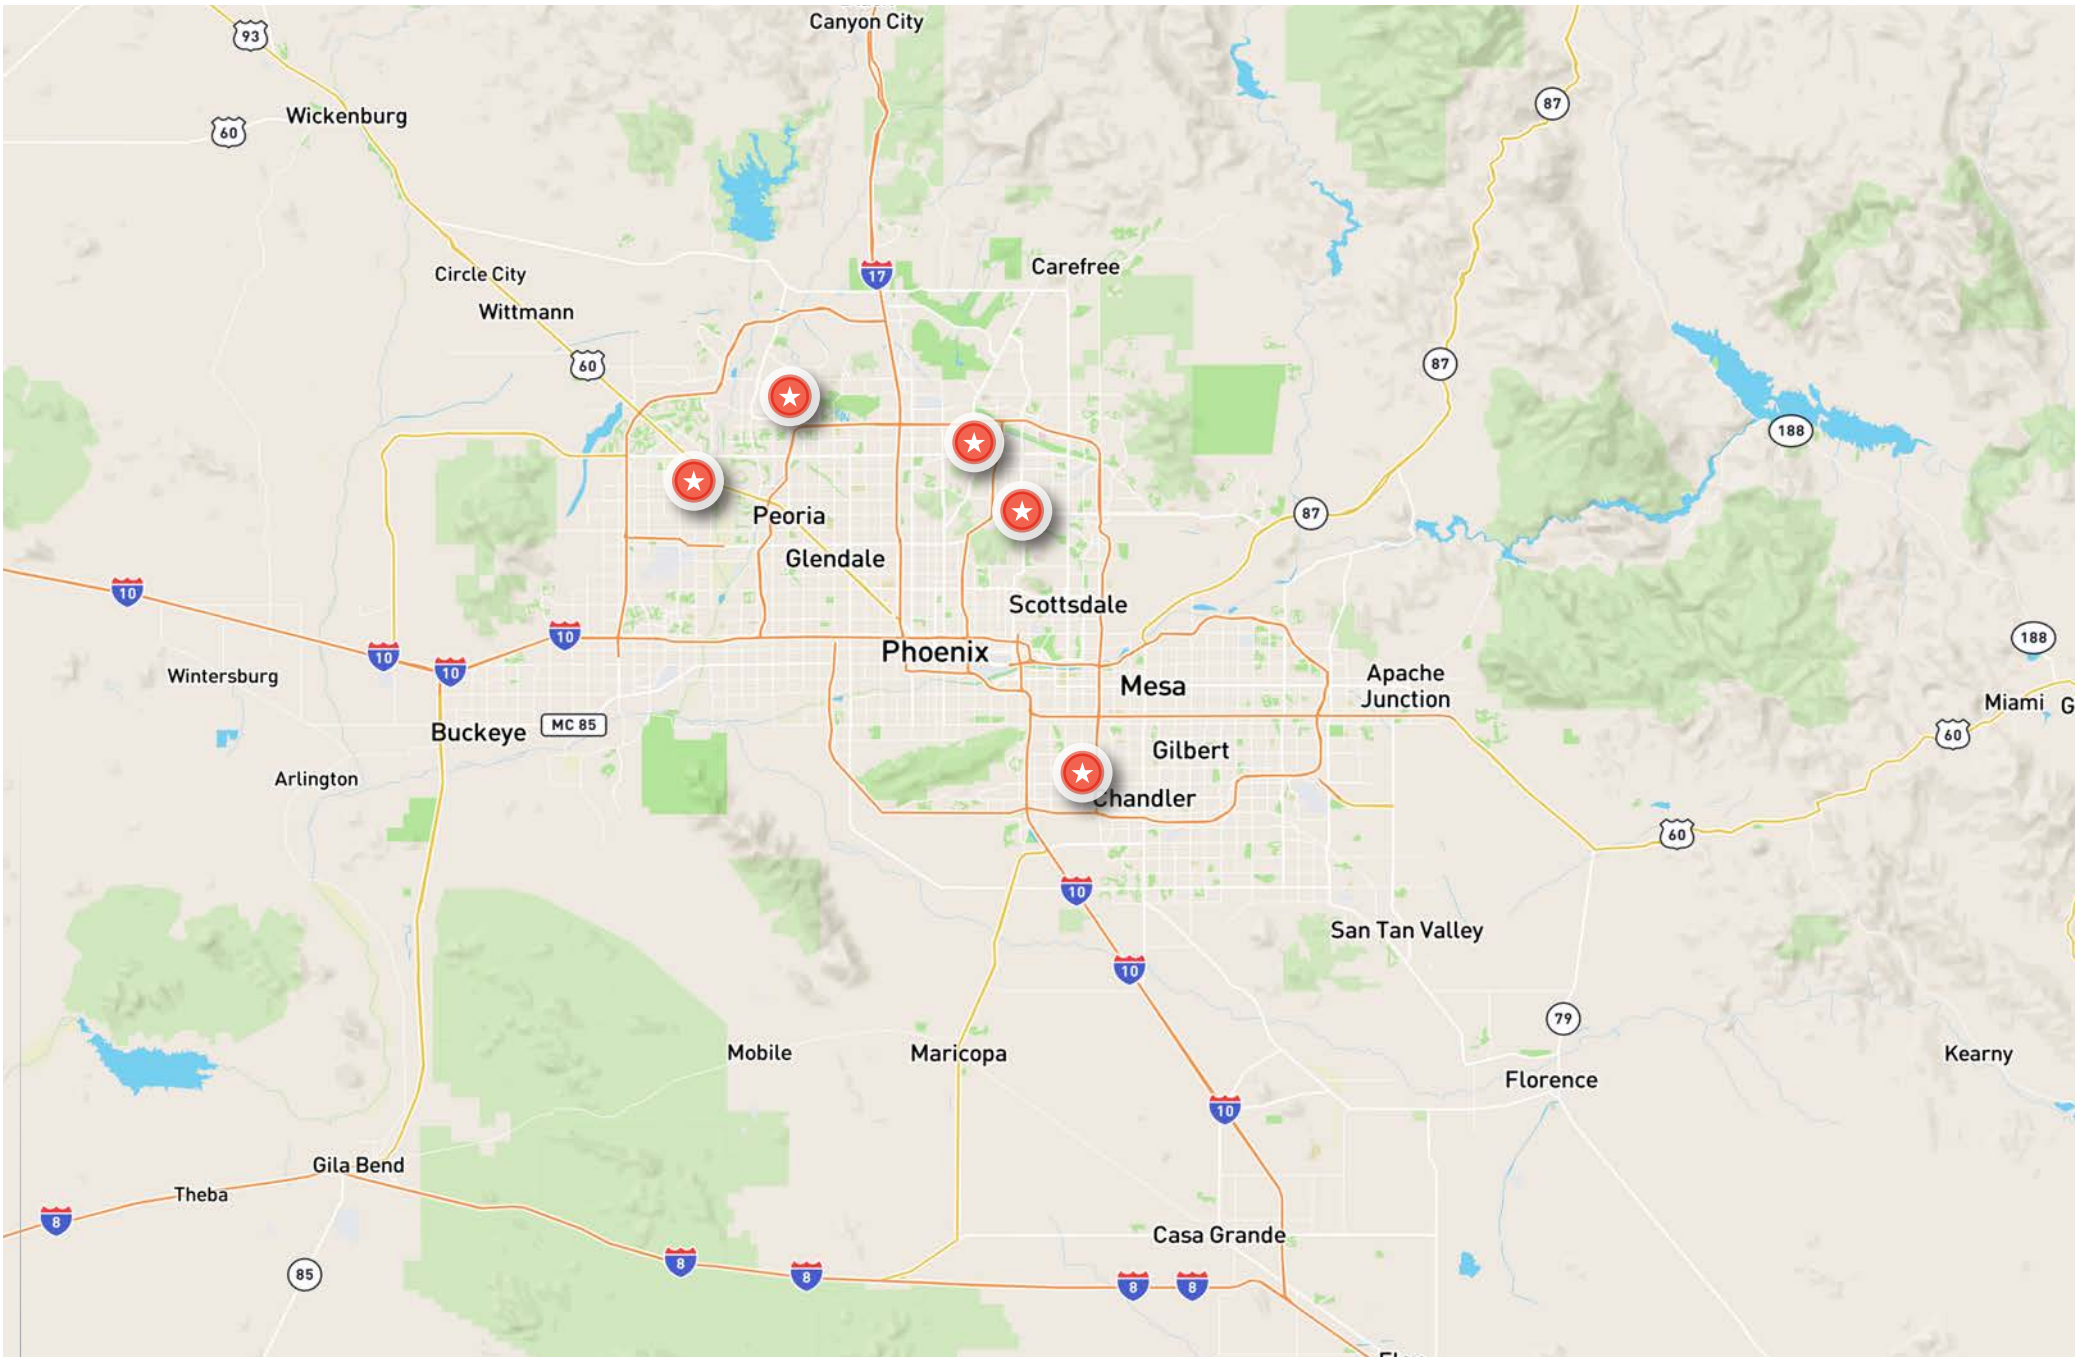 Canyon City
93
87
Wickenburg
60
17
Carefree
Circle City
Wittmann
60
87
188
Peoria
87
Glendale
10
Scottsdale
10
10
10
Phoenix
188
Wintersburg
Mesa
Apache
Junction
Miami
G
Buckeye
MC 85
60
Gilbert
Arlington
Chandler
60
10
San Tan Valley
10
79
Mobile
Maricopa
Kearny
Florence
10
Gila Bend
Theba
8
Casa Grande
8
85
8
8
8